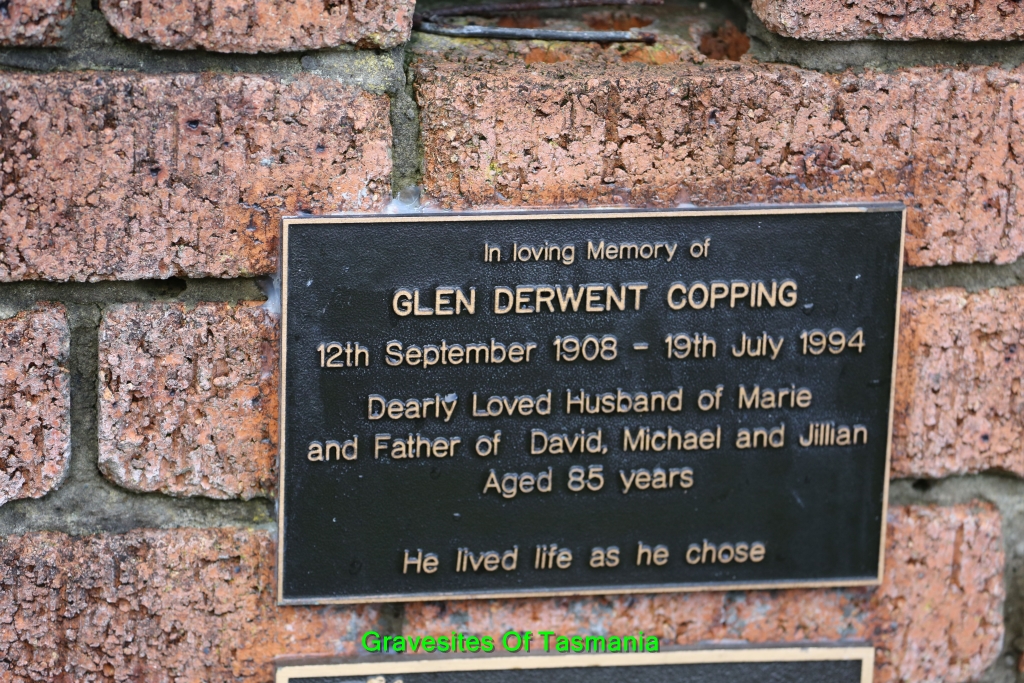 In loving Memory of
GLEN DERWENT COPPING
12th September 1908 - 19th July 1994
Dearly Loved Husband of Marie
and Father of David, Michael and Jillian
Aged 85 years
He lived life as he chose
Gravesites Of Tasmania